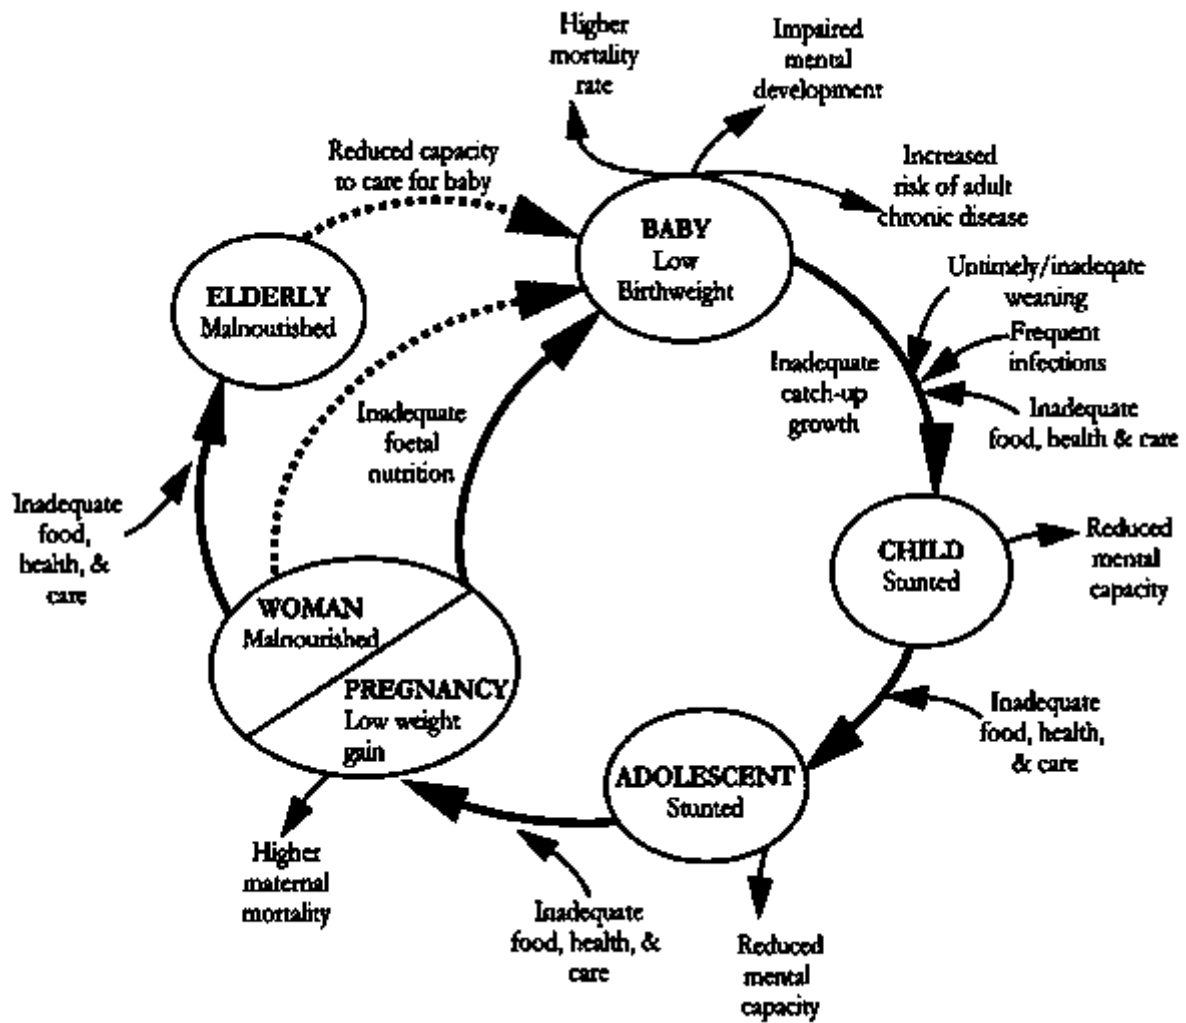 Higher
mortality
rate
Impaired
mental
development
Reduced capacity
to care for baby
Increased
risk of adult
chronic disease
BABY
Low
Birthweight
ELDERLY
Malnourished
Untimely/inadeqate
weaning
Frequent
infections
Inadequate
catch-up
growth
Inadequate
food, health & care
Inadequate
foetal
nutrition
Inadequate
food,
health, &
care
CHILD
Stunted
Reduced
mental
capacity
WOMAN
Malnourished
PREGNANCY
Low weight
gain
Inadequate
food, health,
& care
ADOLESCENT
Stunted
Higher
maternal
mortality
Inadequate
food, health, &
care
Reduced
mental
capacity